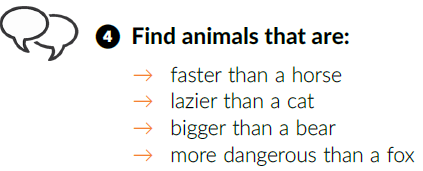 4 Find animals that are:
→ faster than a horse
→ lazier than a cat
→ bigger than a bear
→ more dangerous than a fox